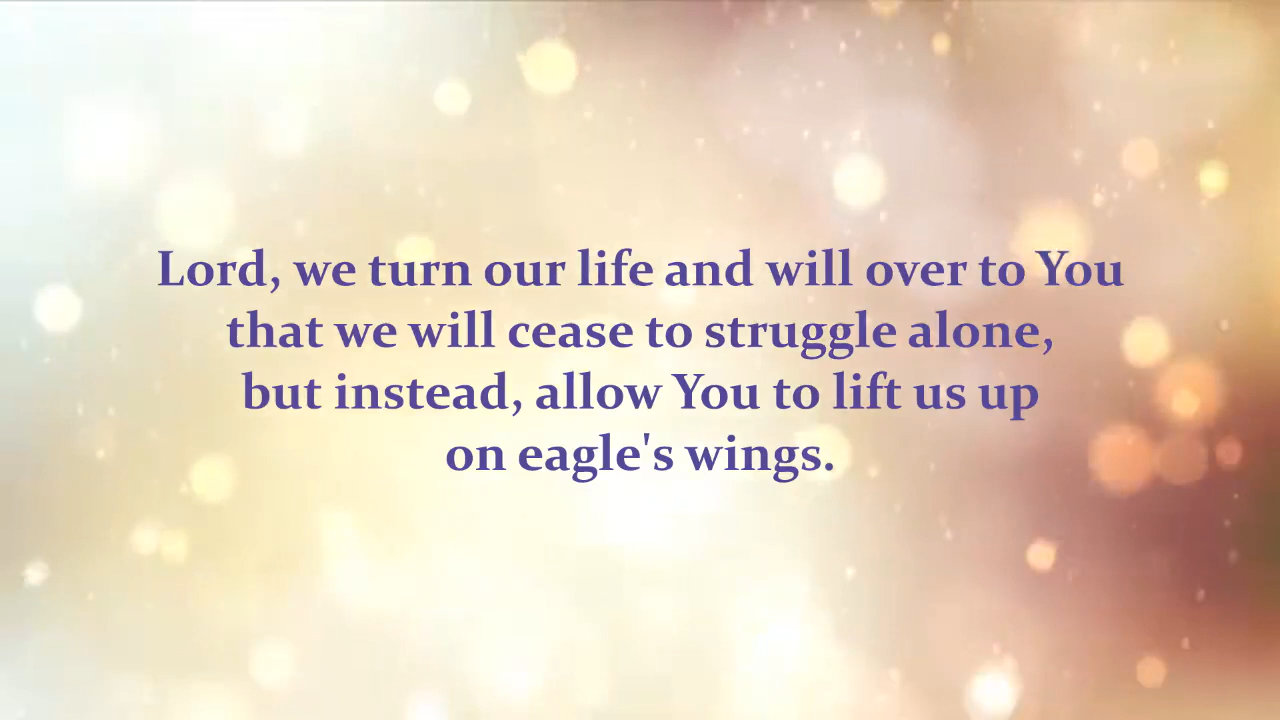 Lord, we turn our life and will over to You
that we will cease to struggle alone,
but instead, allow You to lift us up
on eagle's wings.